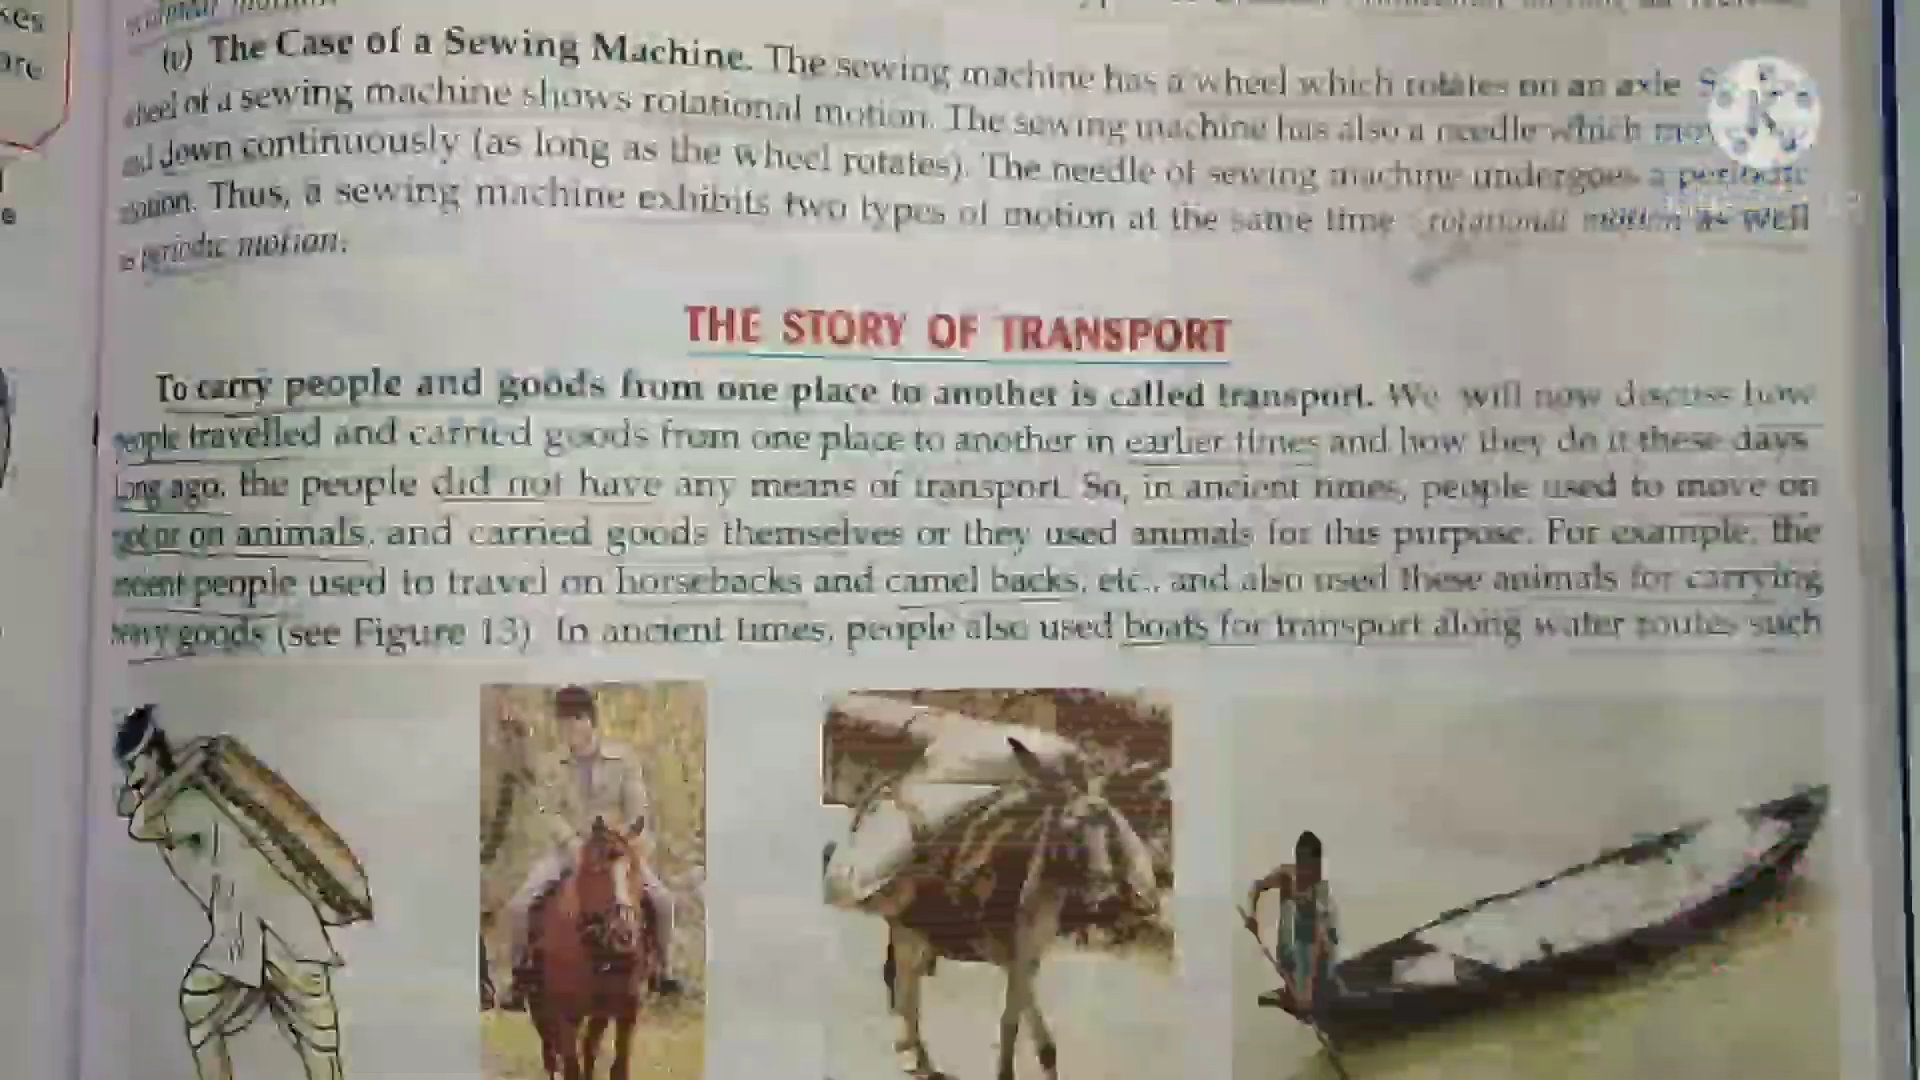 ses
are
(v) The Case of a Sewing Machine. The sewing machine has a wheel which rotates on an axle
wheel of a sewing machine shows rotational motion. The sewing machine has also a needle which
and down continuously (as long as the wheel rotates). The needle of sewing machine undergoes a periodic
motion. Thus, a sewing machine exhibits two types of motion at the same time : rotational motion as well
as periodic motion.
THE STORY OF TRANSPORT
To carry people and goods from one place to another is called transport. We will now discuss how
people travelled and carried goods from one place to another in earlier times and how they do it these days
Long ago, the people did not have any means of transport. So, in ancient times, people used to move on
foot or on animals, and carried goods themselves or they used animals for this purpose. For example, the
ancient people used to travel on horsebacks and camel backs, etc., and also used these animals for carrying
heavy goods (see Figure 13). In ancient times, people also used boats for transport along water routes such